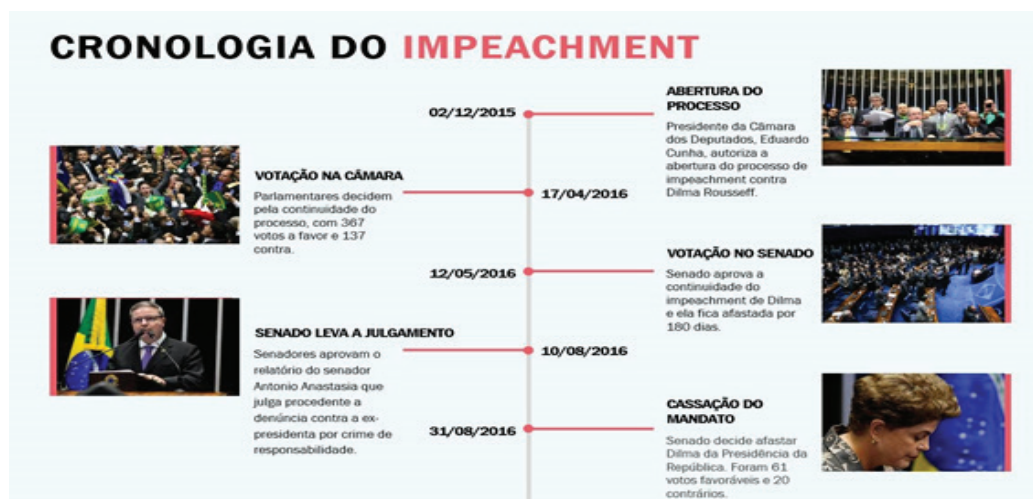 CRONOLOGIA DO IMPEACHMENT
02/12/2015
ABERTURA DO
PROCESSO
Presidente da Câmara
dos Deputados, Eduardo
Cunha, autoriza a
abertura do processo de
impeachment contra
Dilma Rousseff.
VOTAÇÃO NA CÂMARA
Parlamentares decidem
pela continuidade do
processo, com 367
votos a favor e 137
contra.
17/04/2016
12/05/2016
VOTAÇÃO NO SENADO
Senado aprova a
continuidade do
impeachment de Dilma
e ela fica afastada por
180 dias.
SENADO LEVA A JULGAMENTO
Senadores aprovam o
relatório do senador
Antonio Anastasia que
julga procedente a
denúncia contra a ex-
presidenta por crime de
responsabilidade.
10/08/2016
31/08/2016
CASSAÇÃO DO
MANDATO
Senado decide afastar
Dilma da Presidência da
República. Foram 61
votos favoráveis e 20
contrários.